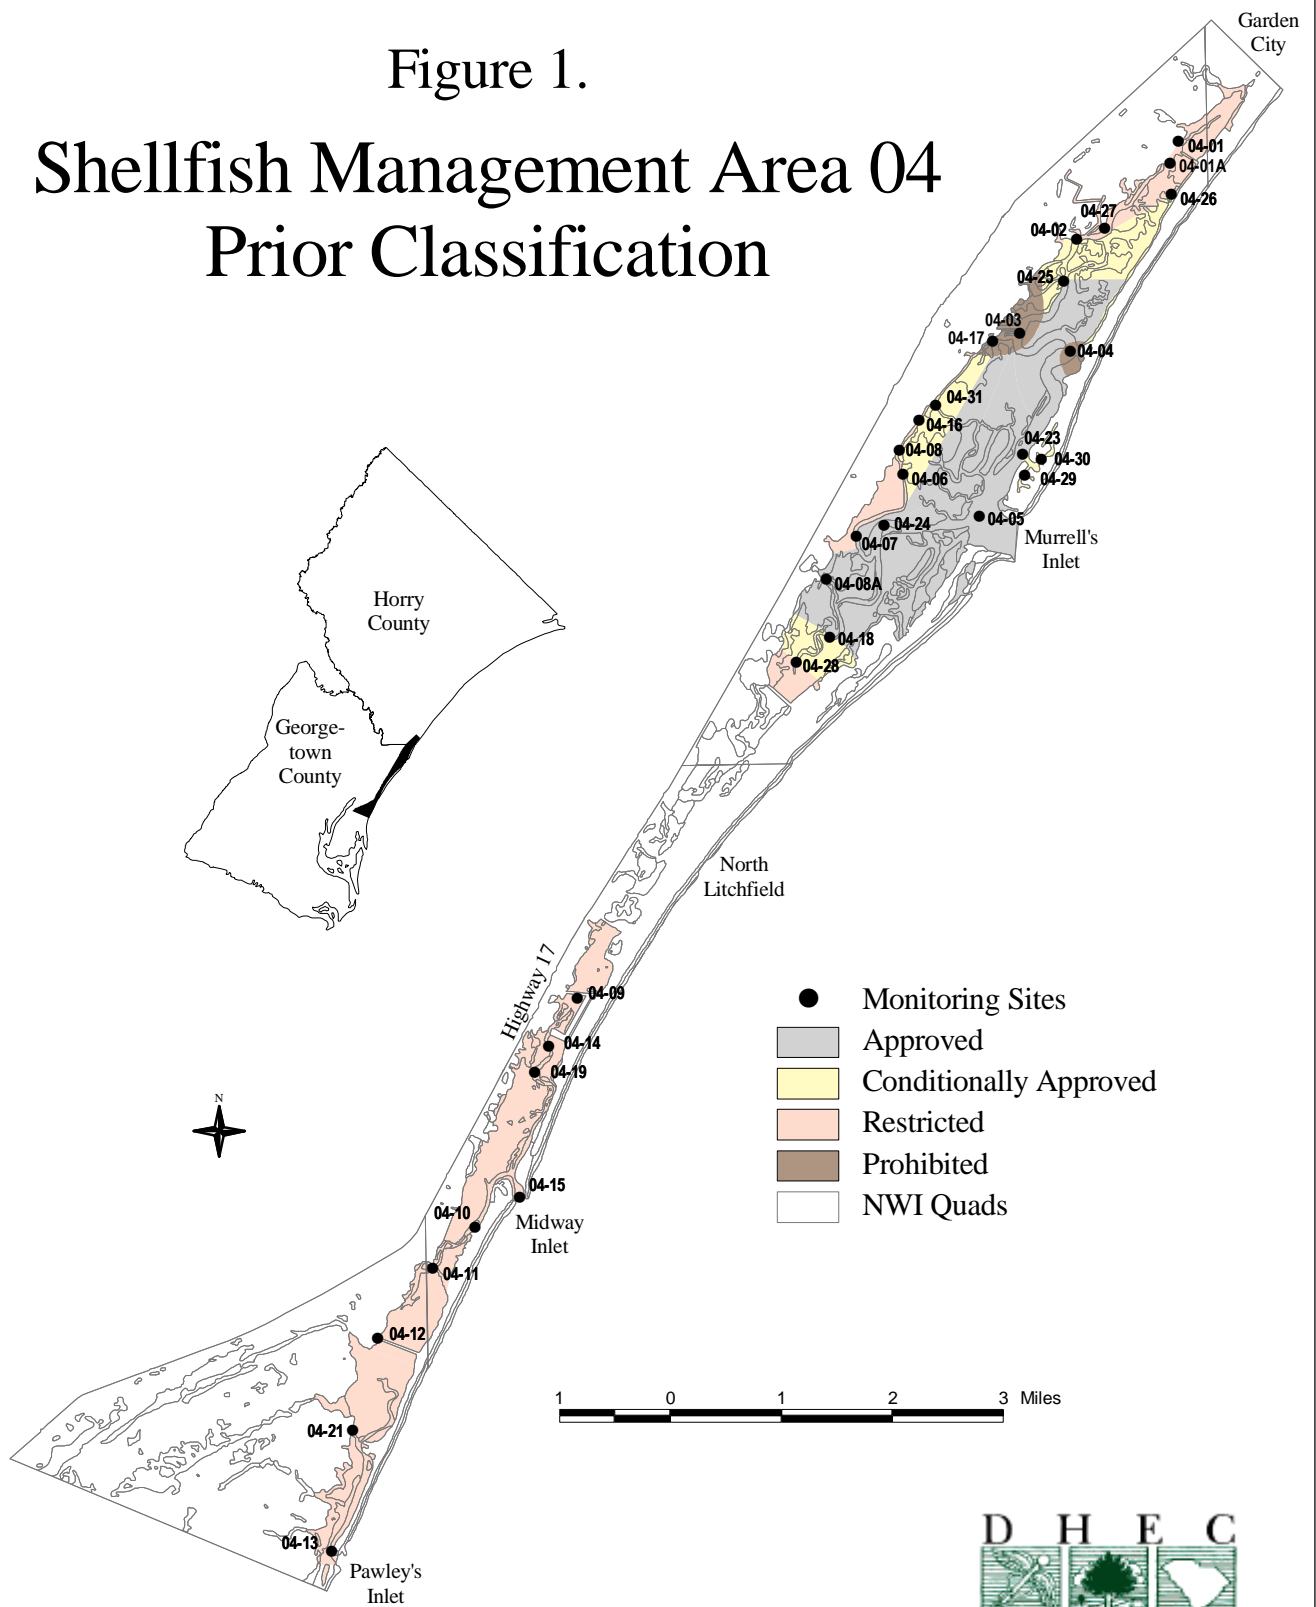 Figure 1.
Shellfish Management Area 04
Prior Classification
Garden
City
04-01
04-01A
04-26
04-27
04-02
04-25
04-03
04-17
04-04
04-31
04-16
04-08
04-23
04-30
04-29
04-06
04-05
04-24
04-07
Murrell's
Inlet
04-08A
04-18
04-28
Horry
County
George-
town
County
North
Litchfield
Highway 17
04-09
04-14
04-19
04-15
Midway
Inlet
04-10
04-11
04-12
04-21
04-13
Pawley's
Inlet
N
Monitoring Sites
Approved
Conditionally Approved
Restricted
Prohibited
NWI Quads
1 0 1 2 3 Miles
D H E C